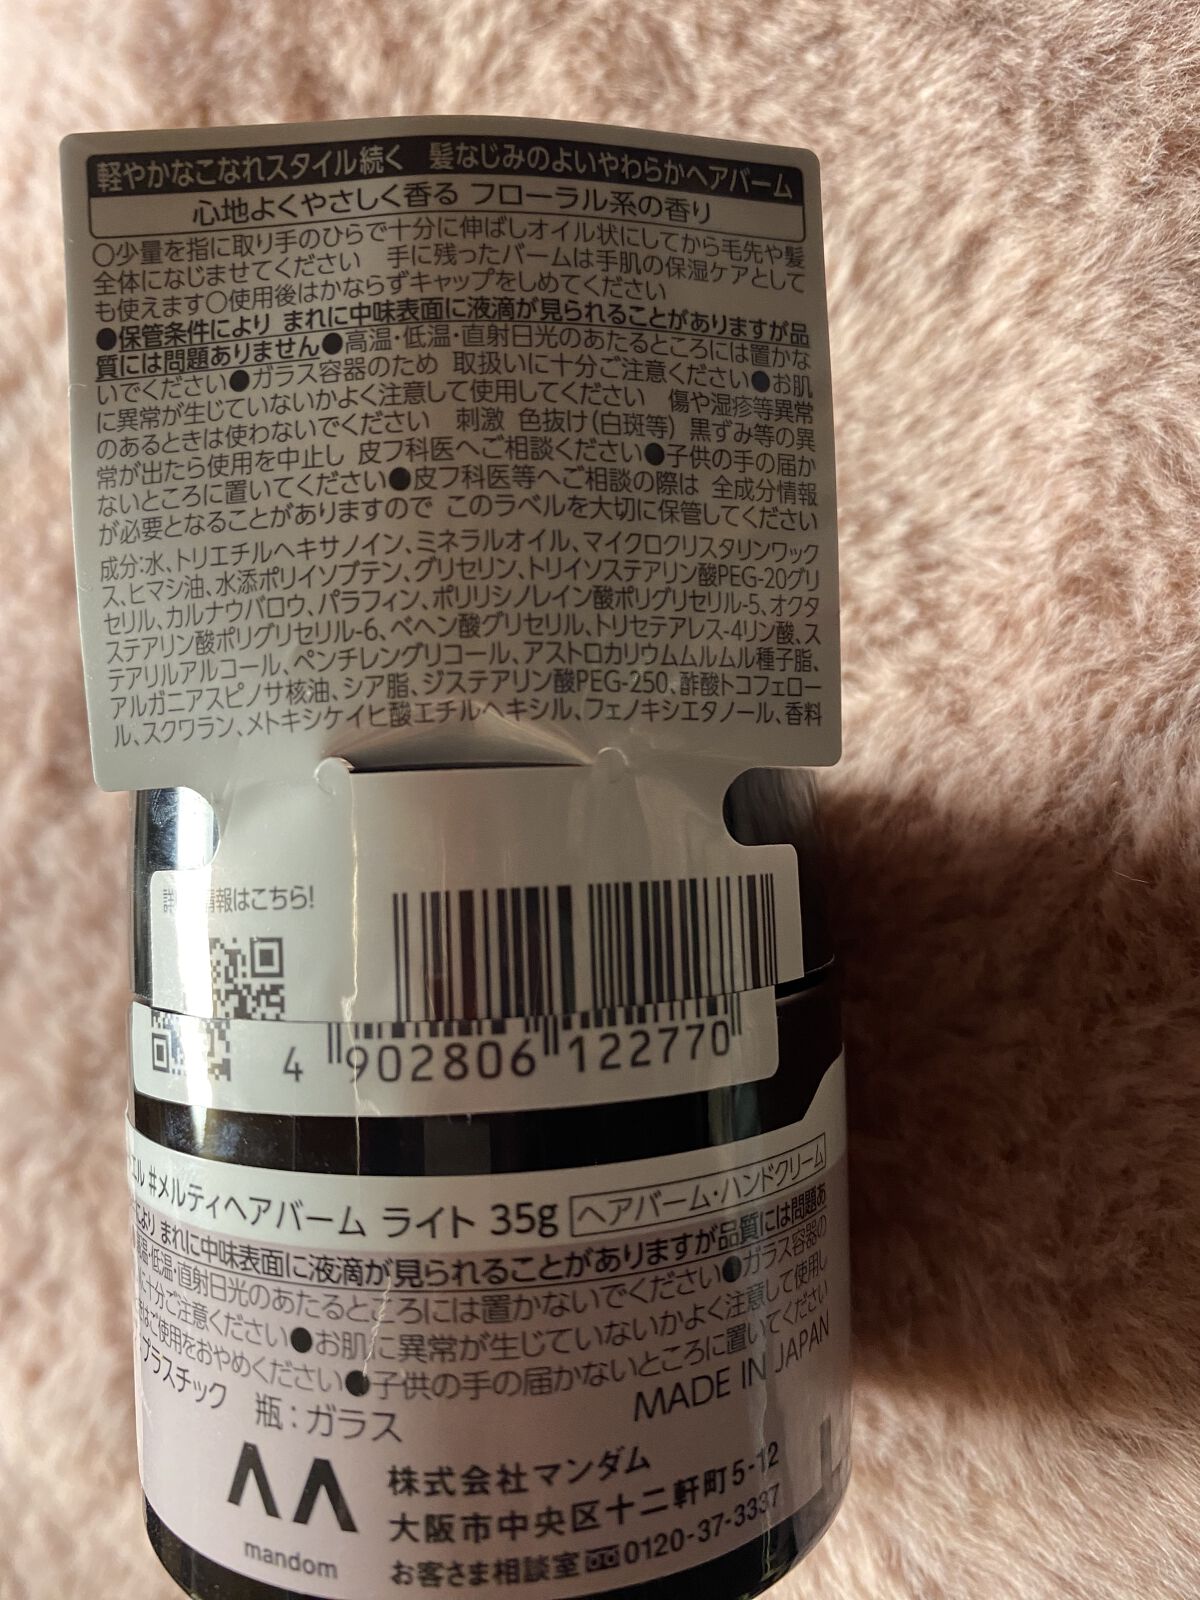 軽やかなこなれスタイル続く 髪なじみのよいやわらかヘアバーム
心地よくやさしく香る フローラル系の香り
○少量を指に取り手のひらで十分に伸ばしオイル状にしてから毛先や髪
全体になじませてください 手に残ったバームは手肌の保湿ケアとして
も使えます○使用後はかならずキャップをしめてください
●保管条件により まれに中味表面に液滴が見られることがありますが品
質には問題ありません●高温・低温・直射日光のあたるところには置かな
いでください●ガラス容器のため 取扱いに十分ご注意ください●お肌
に異常が生じていないかよく注意して使用してください 傷や湿疹等異常
のあるときは使わないでください 刺激 色抜け(白斑等) 黒ずみ等の異
常が出たら使用を中止し 皮フ科医へご相談ください●子供の手の届か
ないところに置いてください●皮フ科医等へご相談の際は 全成分情報
が必要となることがありますので このラベルを大切に保管してください
成分:水、トリエチルヘキサノイン、ミネラルオイル、マイクロクリスタリンワック
ス、ヒマシ油、水添ポリイソブテン、グリセリン、トリイソステアリン酸PEG-20グリ
セリル、カルナウバロウ、パラフィン、ポリリシノレイン酸ポリグリセリル-5、オクタ
ステアリン酸ポリグリセリル-6、ベヘン酸グリセリル、トリセテアレス-4リン酸、ス
テアリルアルコール、ペンチレングリコール、アストロカリウムムルムル種子脂、
アルガニアスピノサ核油、シア脂、ジステアリン酸PEG-250、酢酸トコフェロー
ル、スクワラン、メトキシケイヒ酸エチルヘキシル、フェノキシエタノール、香料
詳 情報はこちら!
4 902806 122770
エル #メルティヘアバーム ライト 35g ヘアバーム・ハンドクリーム
により まれに中味表面に液滴が見られることがありますが品質には問題あ
高温・低温・直射日光のあたるところには置かないでください●ガラス容器の
に十分ご注意ください●お肌に異常が生じていないかよく注意して使用し
はご使用をおやめください●子供の手の届かないところに置いてください
プラスチック 瓶:ガラス MADE IN JAPAN
mandom
株式会社マンダム
大阪市中央区十二軒町5-12
お客さま相談室 0120-37-3337